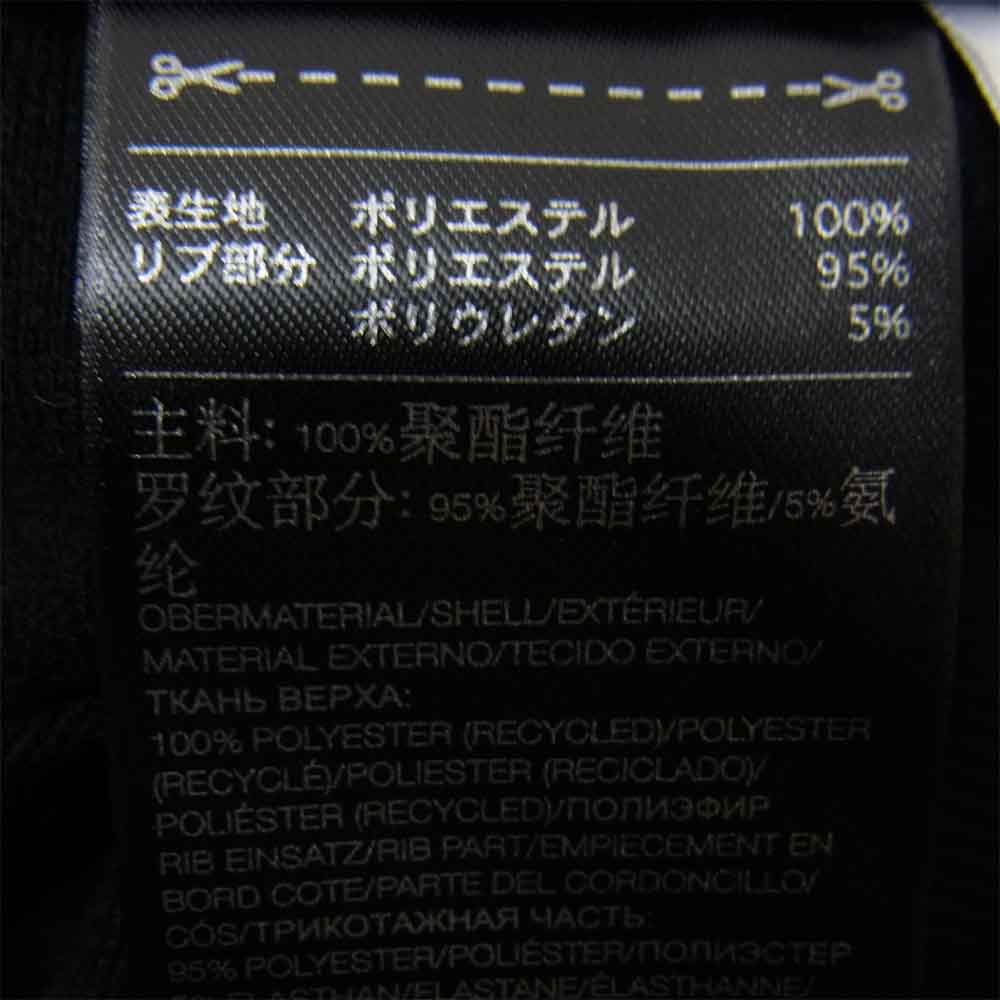 表生地 ポリエステル 100%
リブ部分 ポリエステル 95%
ポリウレタン 5%
主料: 100%聚酯纤维
罗纹部分: 95%聚酯纤维/5%氨
纶
OBERMATERIAL/SHELL/EXTÉRIEUR/
MATERIAL EXTERNO/TECIDO EXTERNO/
ТКАНЬ ВЕРХА:
100% POLYESTER (RECYCLED)/POLYESTER
(RECYCLÉ)/POLIESTER (RECICLADO)/
POLIÉSTER (RECYCLED)/ПОЛИЭФИР
RIB EINSATZ/RIB PART/EMPIECEMENT EN
BORD COTE/PARTE DEL CORDONCILLO/
CÓS/ТРИКОТАЖНАЯ ЧАСТЬ:
95% POLYESTER/POLIÉSTER/ПОЛИЭСТЕР
5% ELASTHAN/ELASTANE/ÉLASTHANNE/